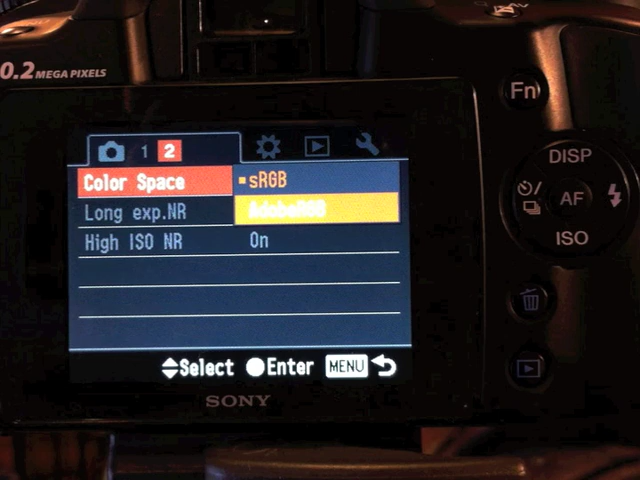 0.2 MEGA PIXELS
Fn
1 2
Color Space
sRGB
Long exp.NR
AdobeRGB
High ISO NR
On
DISP
AF
ISO
Select Enter MENU
SONY